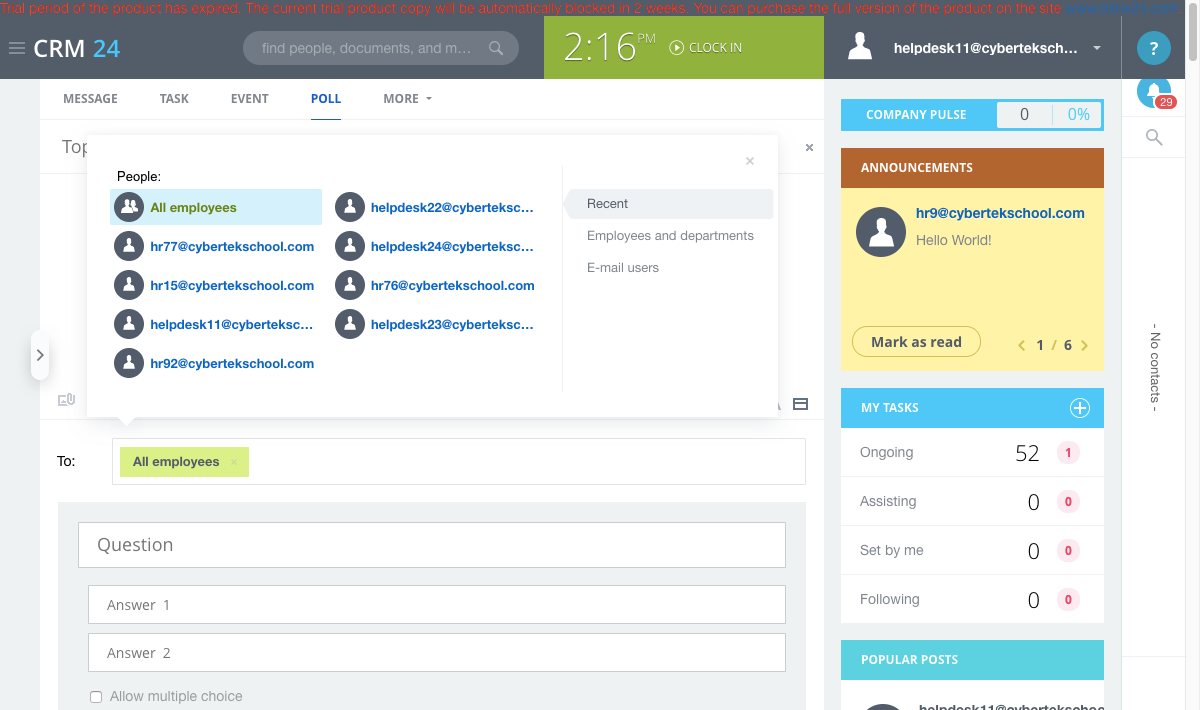 Trial period of the product has expired. The current trial product copy will be automatically blocked in 2 weeks. You can purchase the full version of the product on the site
CRM 24
find people, documents, and m...
2:16 PM
CLOCK IN
helpdesk11@cybertekscho...
?
MESSAGE
TASK
EVENT
POLL
MORE
COMPANY PULSE
0
0%
29
Top
People:
All employees
helpdesk22@cyberteksc...
hr77@cybertekschool.com
helpdesk24@cyberteksc...
hr15@cybertekschool.com
hr76@cybertekschool.com
helpdesk11@cyberteksc...
helpdesk23@cyberteksc...
hr92@cybertekschool.com
Recent
Employees and departments
E-mail users
ANNOUNCEMENTS
hr9@cybertekschool.com
Hello World!
Mark as read
1 / 6
- No contacts -
To:
All employees
Question
Answer 1
Answer 2
Allow multiple choice
MY TASKS
Ongoing
52
1
Assisting
0
0
Set by me
0
0
Following
0
0
POPULAR POSTS